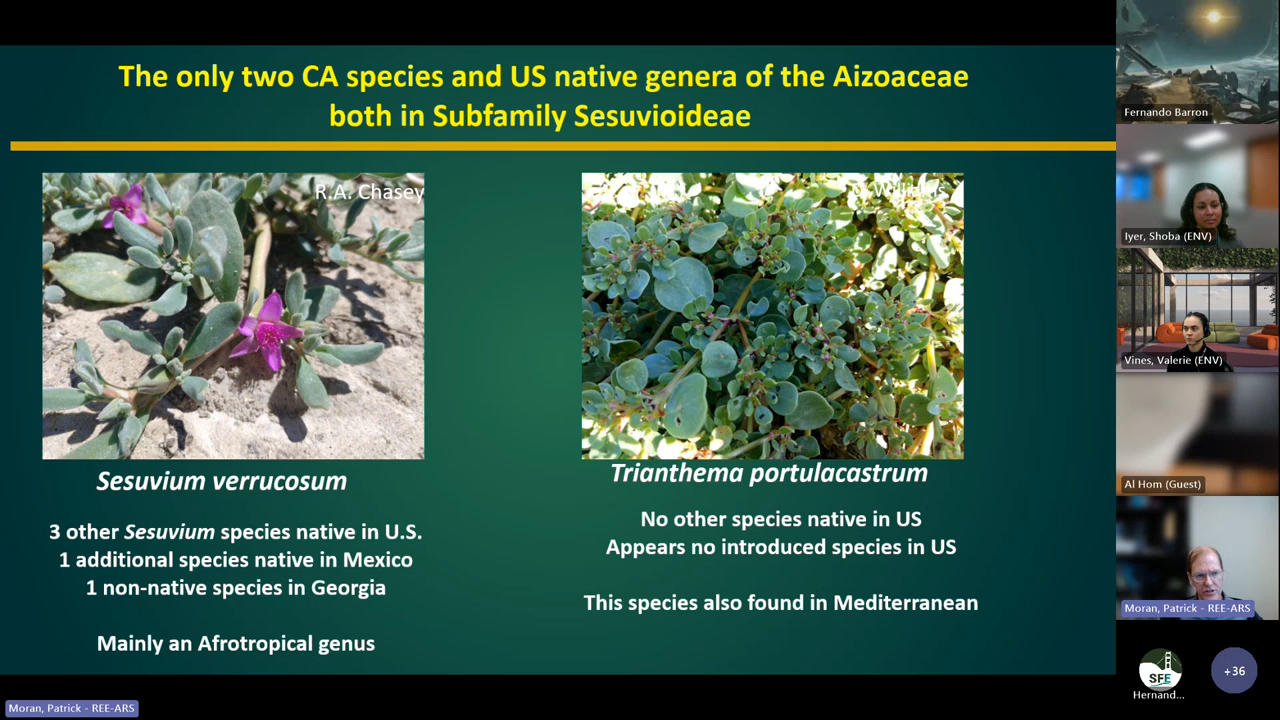 The only two CA species and US native genera of the Aizoaceae
both in Subfamily Sesuvioideae
R.A. Chasey
Sesuvium verrucosum
3 other Sesuvium species native in U.S.
1 additional species native in Mexico
1 non-native species in Georgia
Mainly an Afrotropical genus
Trianthema portulacastrum
No other species native in US
Appears no introduced species in US
This species also found in Mediterranean
Fernando Barron
Iyer, Shoba (ENV)
Vines, Valerie (ENV)
Al Hom (Guest)
Moran, Patrick - REE-ARS
SFE
Hernand...
+36
Moran, Patrick - REE-ARS